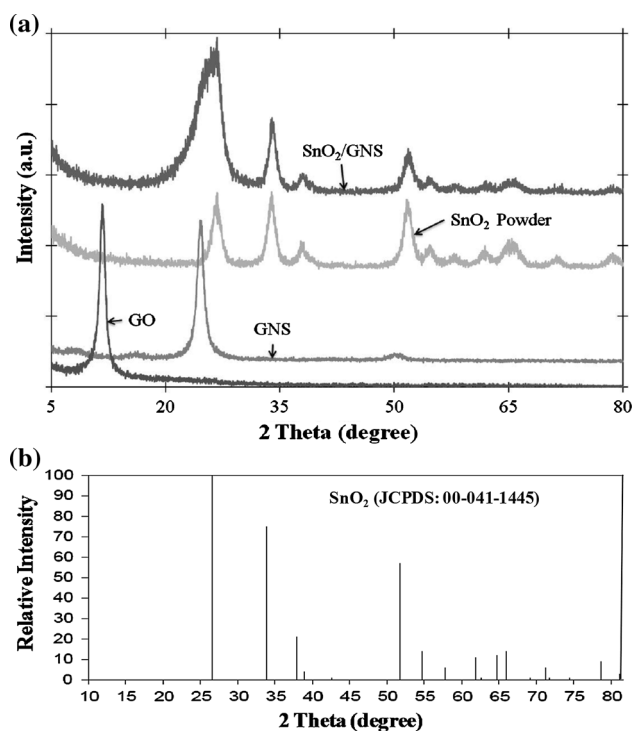 (a)
SnO2/GNS
SnO2 Powder
GO
GNS
Intensity (a.u.)
5 20 35 50 65 80
2 Theta (degree)
(b)
SnO2 (JCPDS: 00-041-1445)
Relative Intensity
100
90
80
70
60
50
40
30
20
10
0
10 15 20 25 30 35 40 45 50 55 60 65 70 75 80
2 Theta (degree)